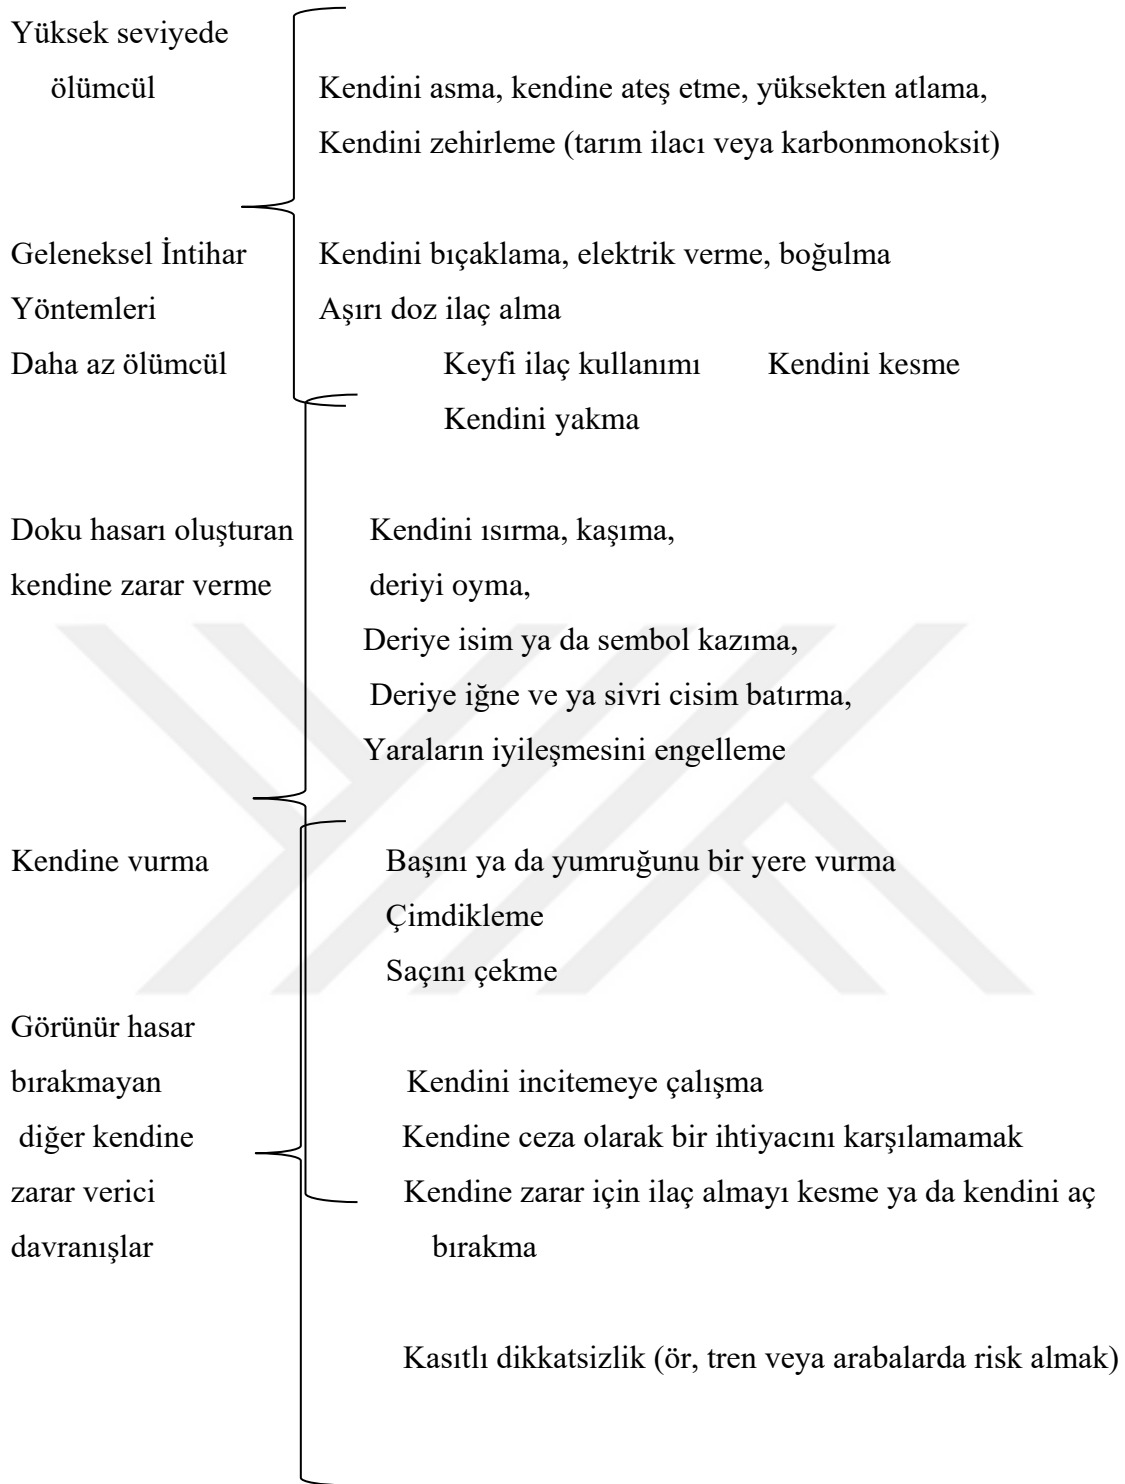 Yüksek seviyede
ölümcül Kendini asma, kendine ateş etme, yüksekten atlama,
Kendini zehirleme (tarım ilacı veya karbonmonoksit)
Geleneksel İntihar Kendini bıçaklama, elektrik verme, boğulma
Yöntemleri Aşırı doz ilaç alma
Daha az ölümcül Keyfi ilaç kullanımı Kendini kesme
Kendini yakma
Doku hasarı oluşturan Kendini ısırma, kaşıma,
kendine zarar verme deriyi oyma,
Deriye isim ya da sembol kazıma,
Deriye iğne ve ya sivri cisim batırma,
Yaraların iyileşmesini engelleme
Kendine vurma Başını ya da yumruğunu bir yere vurma
Çimdikleme
Saçını çekme
Görünür hasar
bırakmayan Kendini incitemeye çalışma
diğer kendine Kendine ceza olarak bir ihtiyacını karşılamamak
zarar verici Kendine zarar için ilaç almayı kesme ya da kendini aç
davranışlar bırakma
Kasıtlı dikkatsizlik (ör, tren veya arabalarda risk almak)